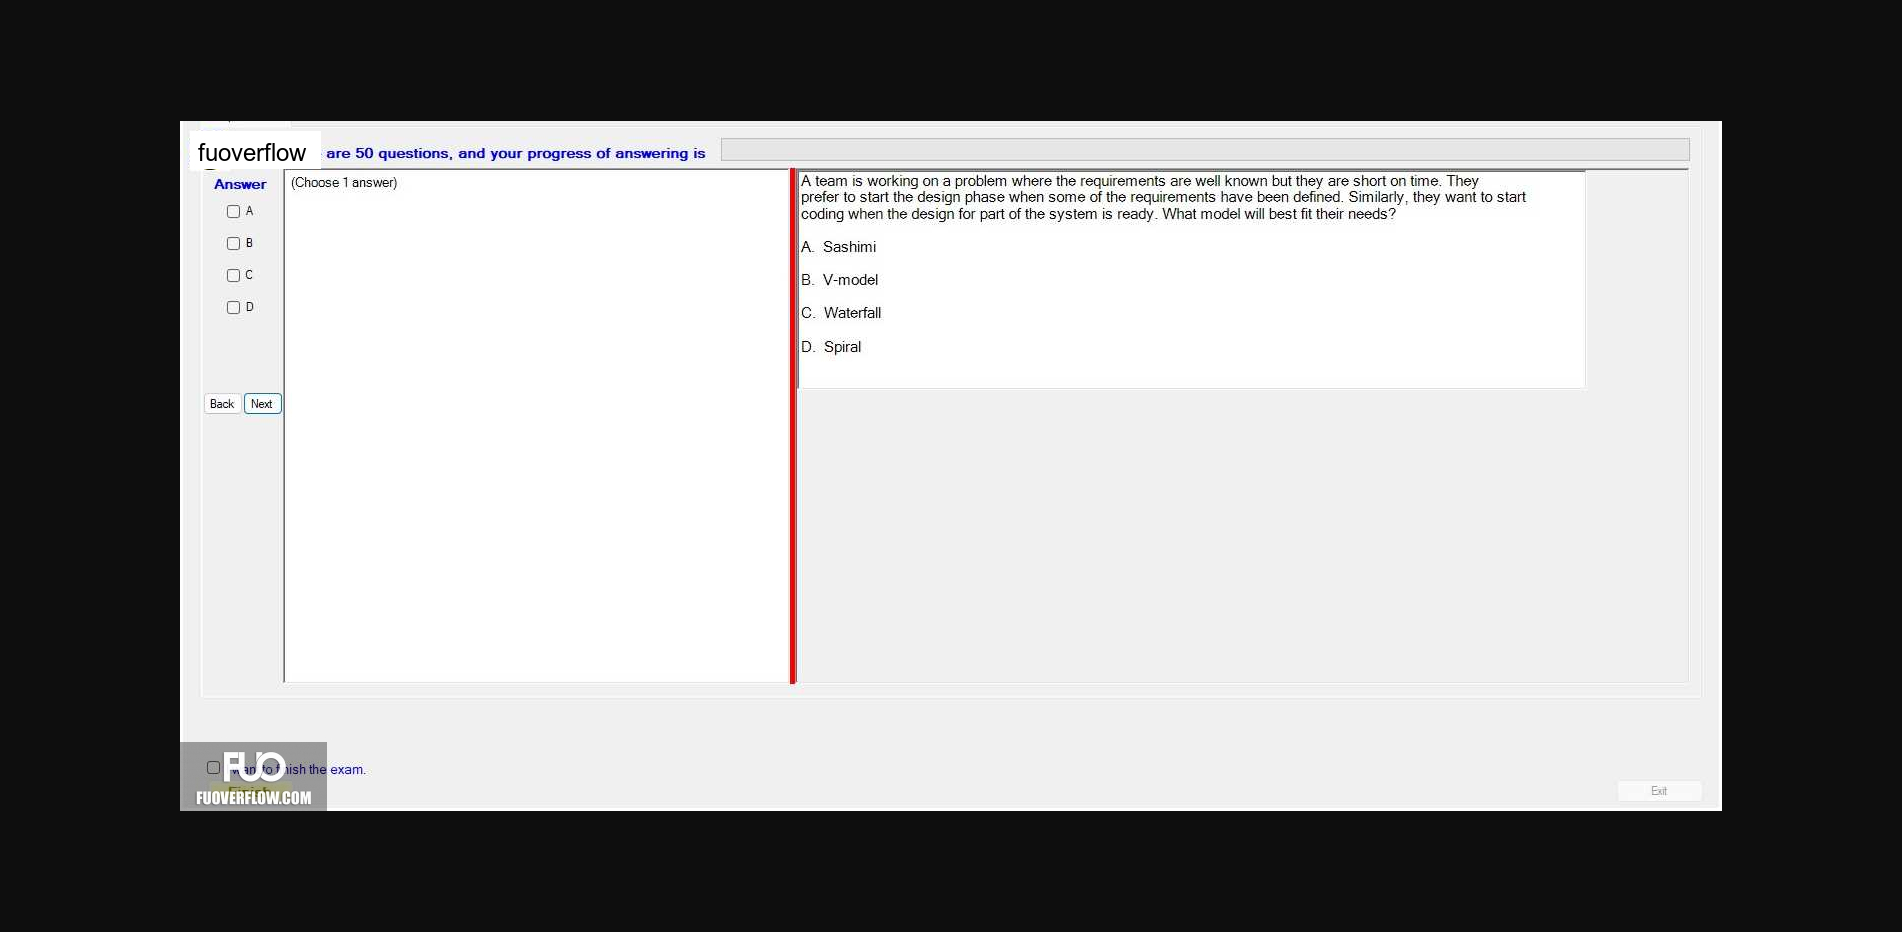 fuoverflow are 50 questions, and your progress of answering is
Answer
(Choose 1 answer)
A
B
C
D
Back Next
A team is working on a problem where the requirements are well known but they are short on time. They
prefer to start the design phase when some of the requirements have been defined. Similarly, they want to start
coding when the design for part of the system is ready. What model will best fit their needs?
A. Sashimi
B. V-model
C. Waterfall
D. Spiral
want to finish the exam.
FUO
Finish
FUOVERFLOW.COM
Exit